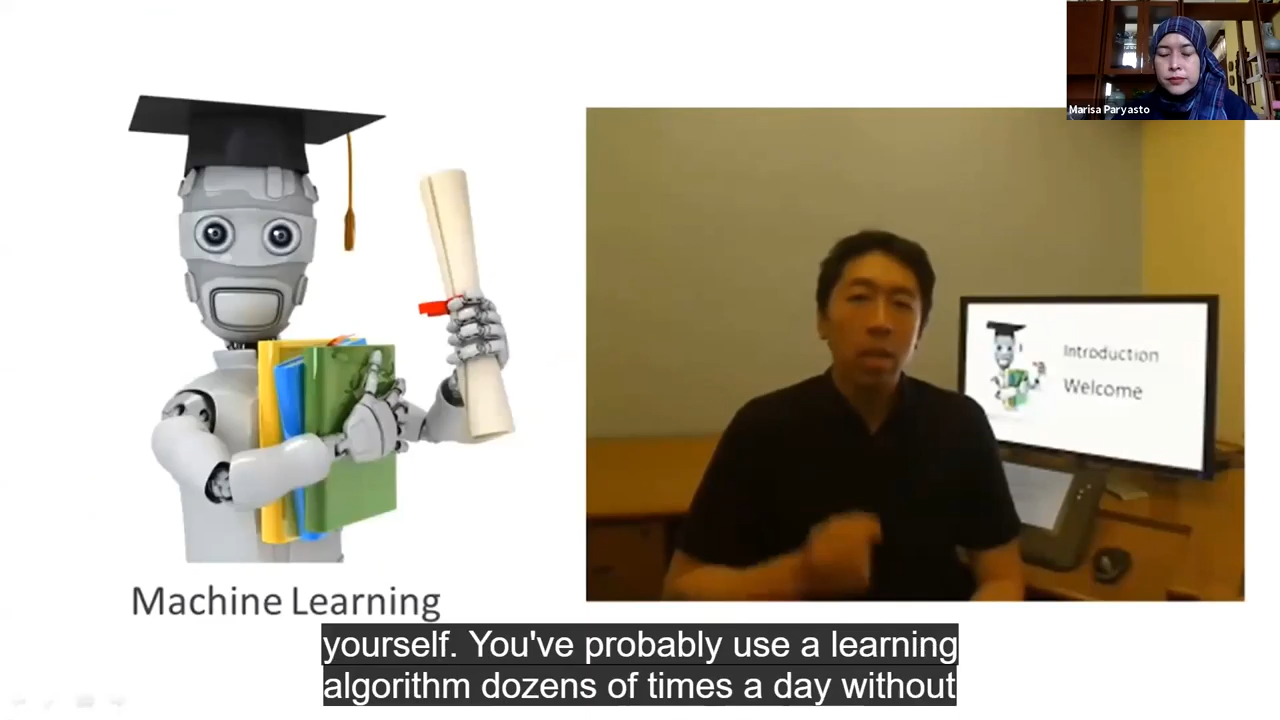 Marisa Paryasto
Introduction
Welcome
Machine Learning
yourself. You've probably use a learning
algorithm dozens of times a day without